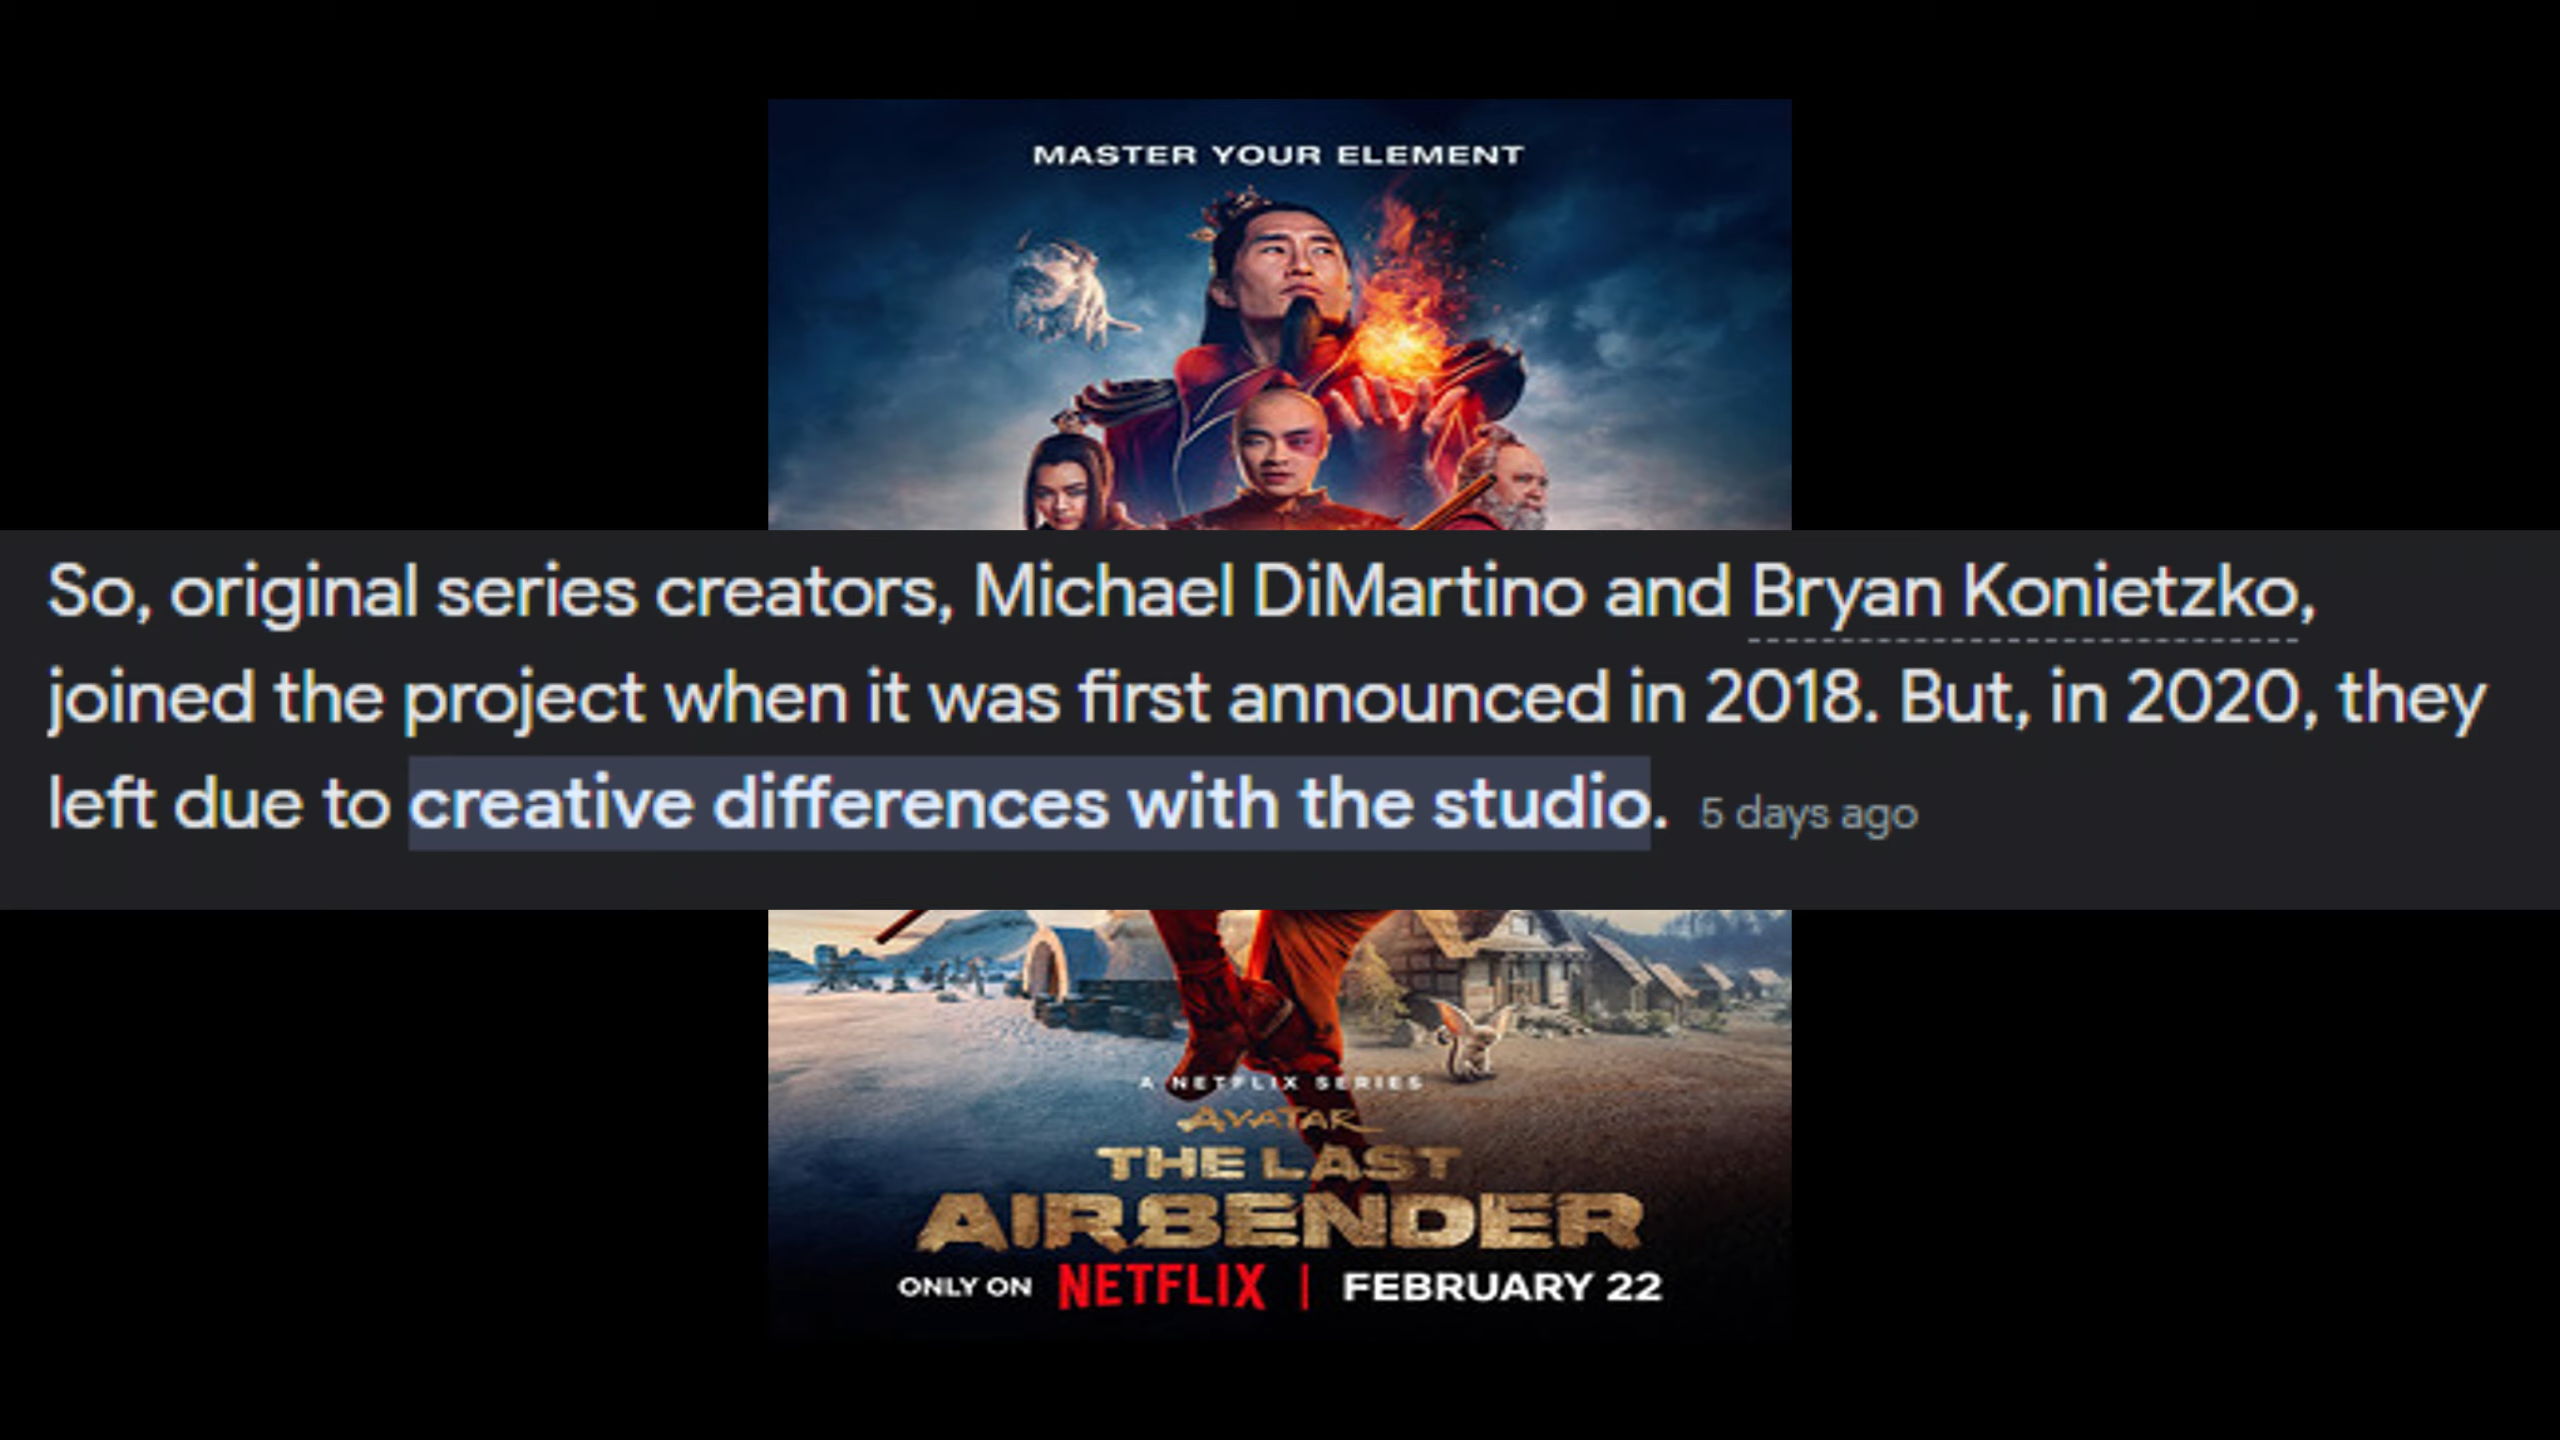 MASTER YOUR ELEMENT
So, original series creators, Michael DiMartino and Bryan Konietzko,
joined the project when it was first announced in 2018. But, in 2020, they
left due to creative differences with the studio. 5 days ago
A NETFLIX SERIES
AVATAR
THE LAST
AIRBENDER
ONLY ON NETFLIX | FEBRUARY 22